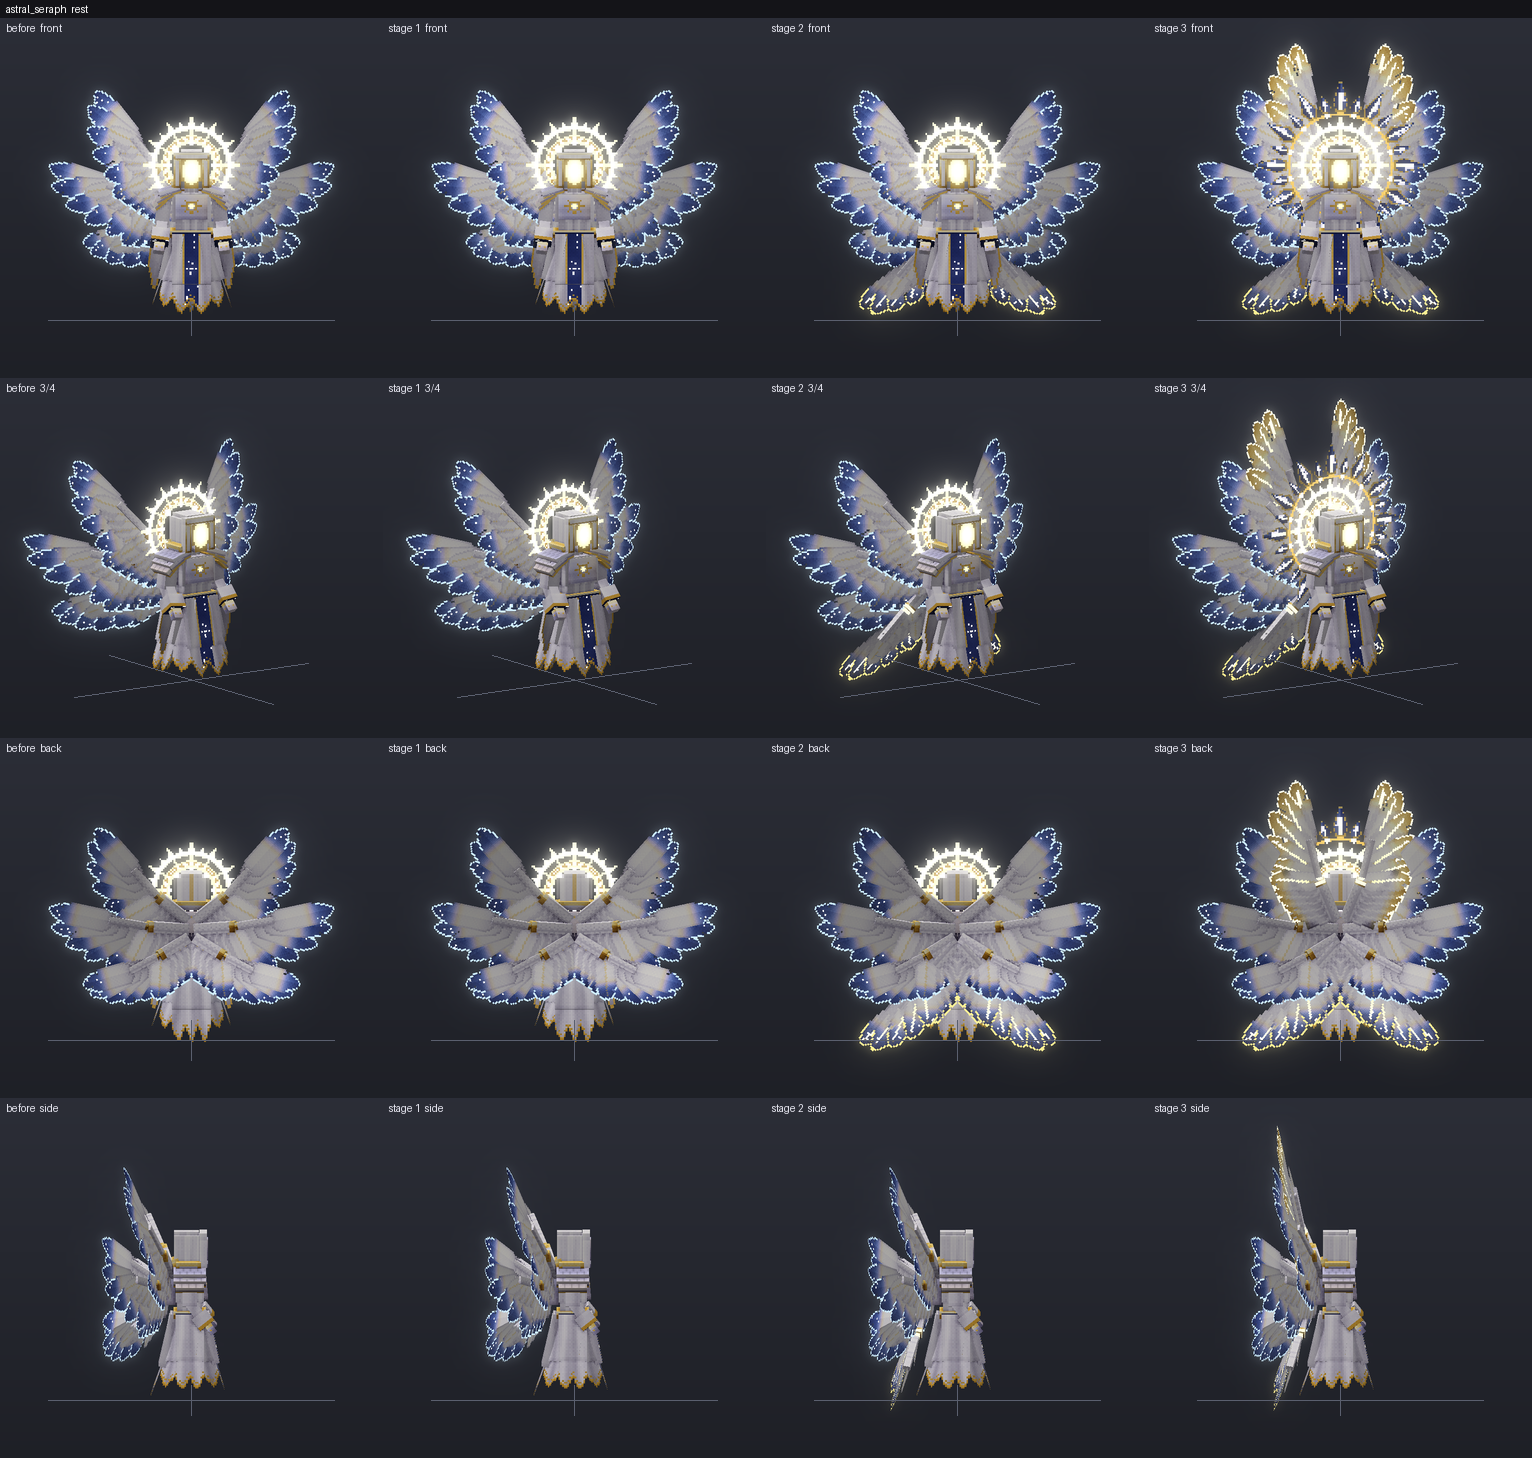 astral_seraph rest
before front
stage 1 front
stage 2 front
stage 3 front
before 3/4
stage 1 3/4
stage 2 3/4
stage 3 3/4
before back
stage 1 back
stage 2 back
stage 3 back
before side
stage 1 side
stage 2 side
stage 3 side